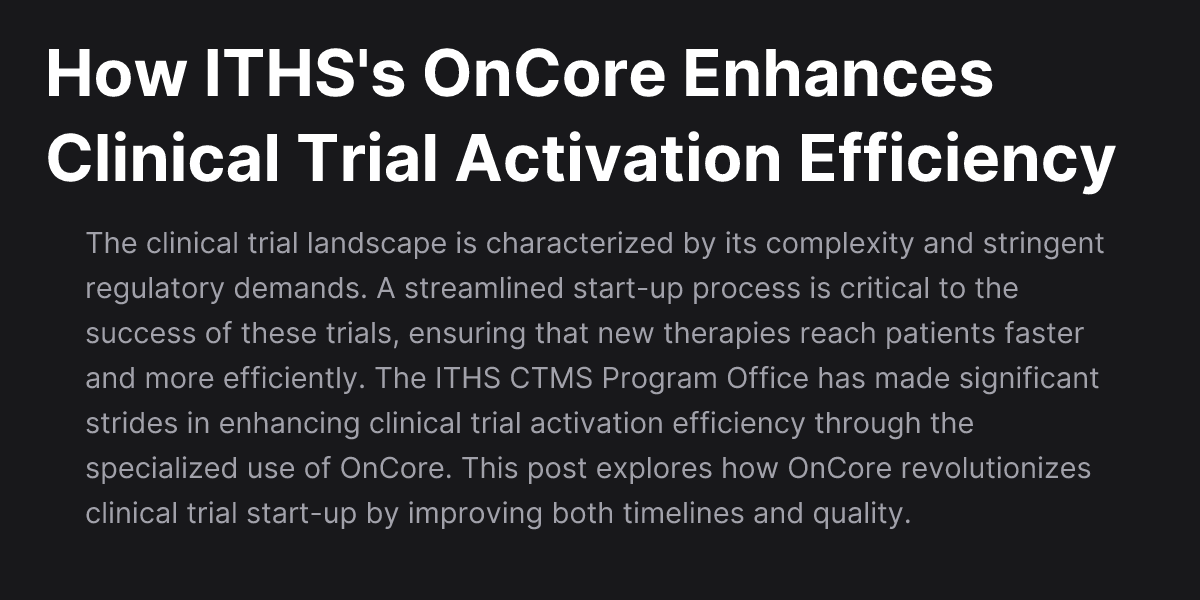 How ITHS's OnCore Enhances
Clinical Trial Activation Efficiency
The clinical trial landscape is characterized by its complexity and stringent
regulatory demands. A streamlined start-up process is critical to the
success of these trials, ensuring that new therapies reach patients faster
and more efficiently. The ITHS CTMS Program Office has made significant
strides in enhancing clinical trial activation efficiency through the
specialized use of OnCore. This post explores how OnCore revolutionizes
clinical trial start-up by improving both timelines and quality.